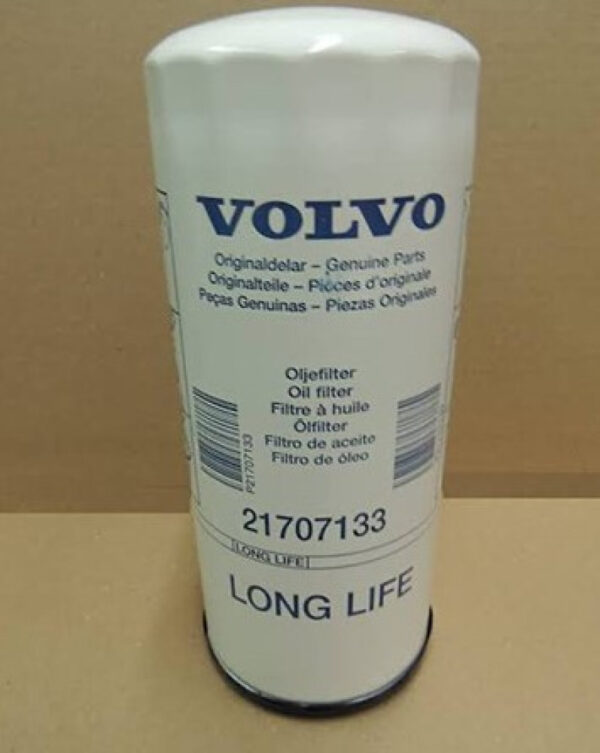 VOLVO
Originaldelar – Genuine Parts
Originalteile – Pièces d'origine
Peças Genuinas – Piezas Originales
Oljefilter
Oil filter
Filtre à huile
Ölfilter
Filtro de aceite
Filtro de óleo
P21707133
21707133
LONG LIFE
LONG LIFE